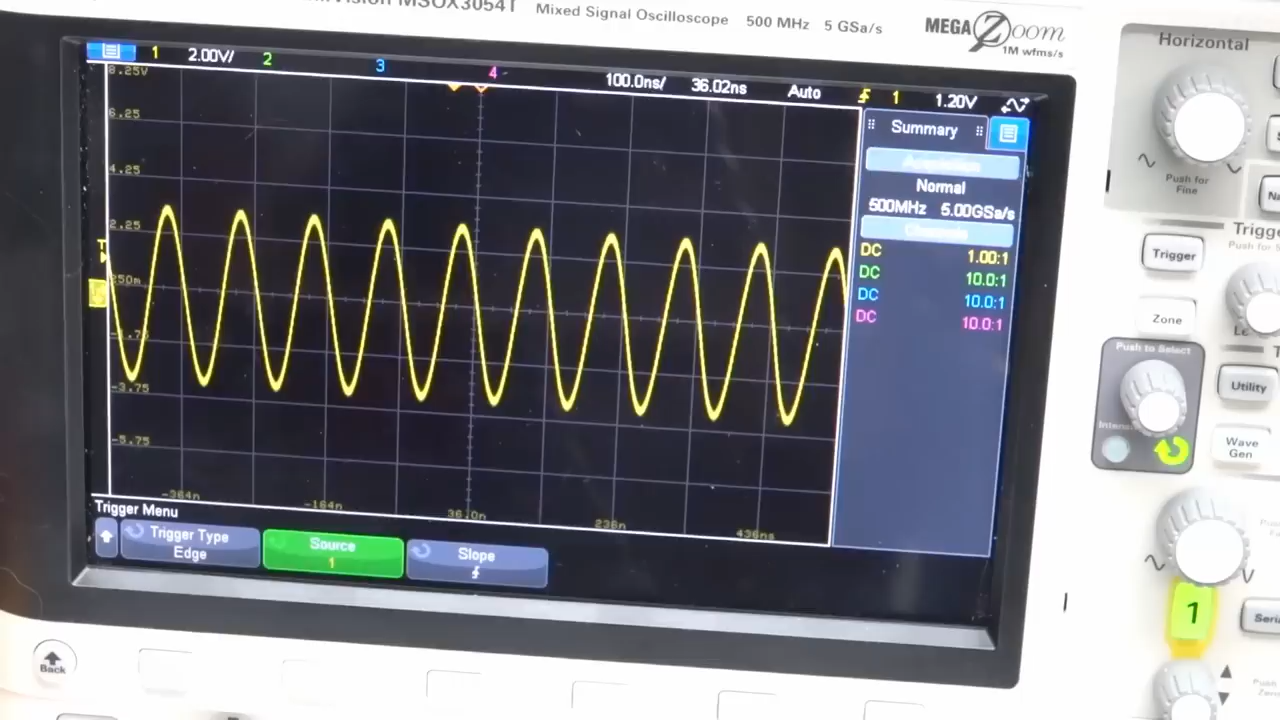 MSOX3054T Mixed Signal Oscilloscope 500 MHz 5 GSa/s MEGA Zoom
1M wfms/s
Horizontal
Push for
Fine
1 2.00V/ 2 3 4 100.0ns/ 36.02ns Auto 1 1.20V
8.25V
6.25
4.25
2.25
250m
-3.75
-5.75
-364n -164n 36.0n 236n 436ns
T
Summary
Normal
500MHz 5.00GSa/s
Channels
DC 1.00:1
DC 10.0:1
DC 10.0:1
DC 10.0:1
Trigger Menu
Trigger Type
Edge
Source
1
Slope
Back
Trigger
Zone
Push to Select
Utility
Wave
Gen
1